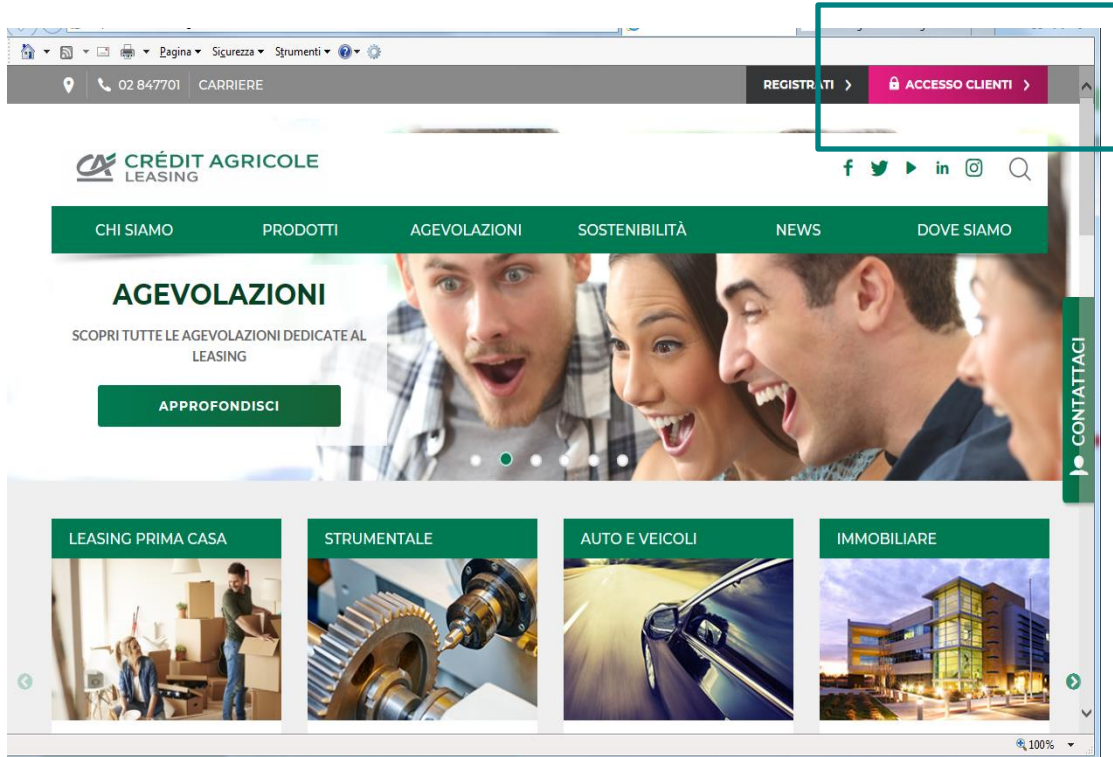 Pagina Sicurezza Strumenti
02 847701 CARRIERE REGISTRATI ACCESSO CLIENTI
CRÉDIT AGRICOLE
LEASING
CHI SIAMO PRODOTTI AGEVOLAZIONI SOSTENIBILITÀ NEWS DOVE SIAMO
AGEVOLAZIONI
SCOPRI TUTTE LE AGEVOLAZIONI DEDICATE AL
LEASING
APPROFONDISCI
CONTATTACI
LEASING PRIMA CASA STRUMENTALE AUTO E VEICOLI IMMOBILIARE
100%